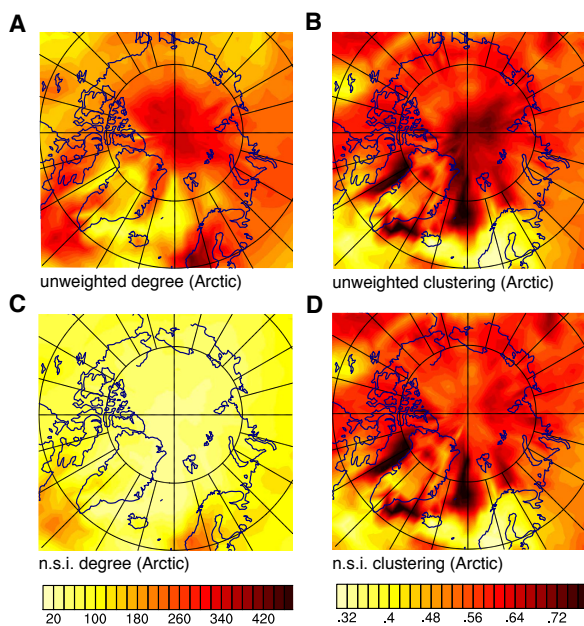 A
B
unweighted degree (Arctic)
unweighted clustering (Arctic)
C
D
n.s.i. degree (Arctic)
n.s.i. clustering (Arctic)
20 100 180 260 340 420
.32 .4 .48 .56 .64 .72